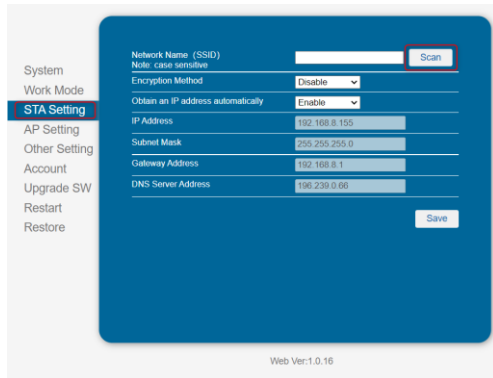 System
Work Mode
STA Setting
AP Setting
Other Setting
Account
Upgrade SW
Restart
Restore
Network Name (SSID)
Note: case sensitive
Scan
Encryption Method Disable
Obtain an IP address automatically Enable
IP Address 192.168.8.155
Subnet Mask 255.255.255.0
Gateway Address 192.168.8.1
DNS Server Address 196.239.0.66
Save
Web Ver:1.0.16